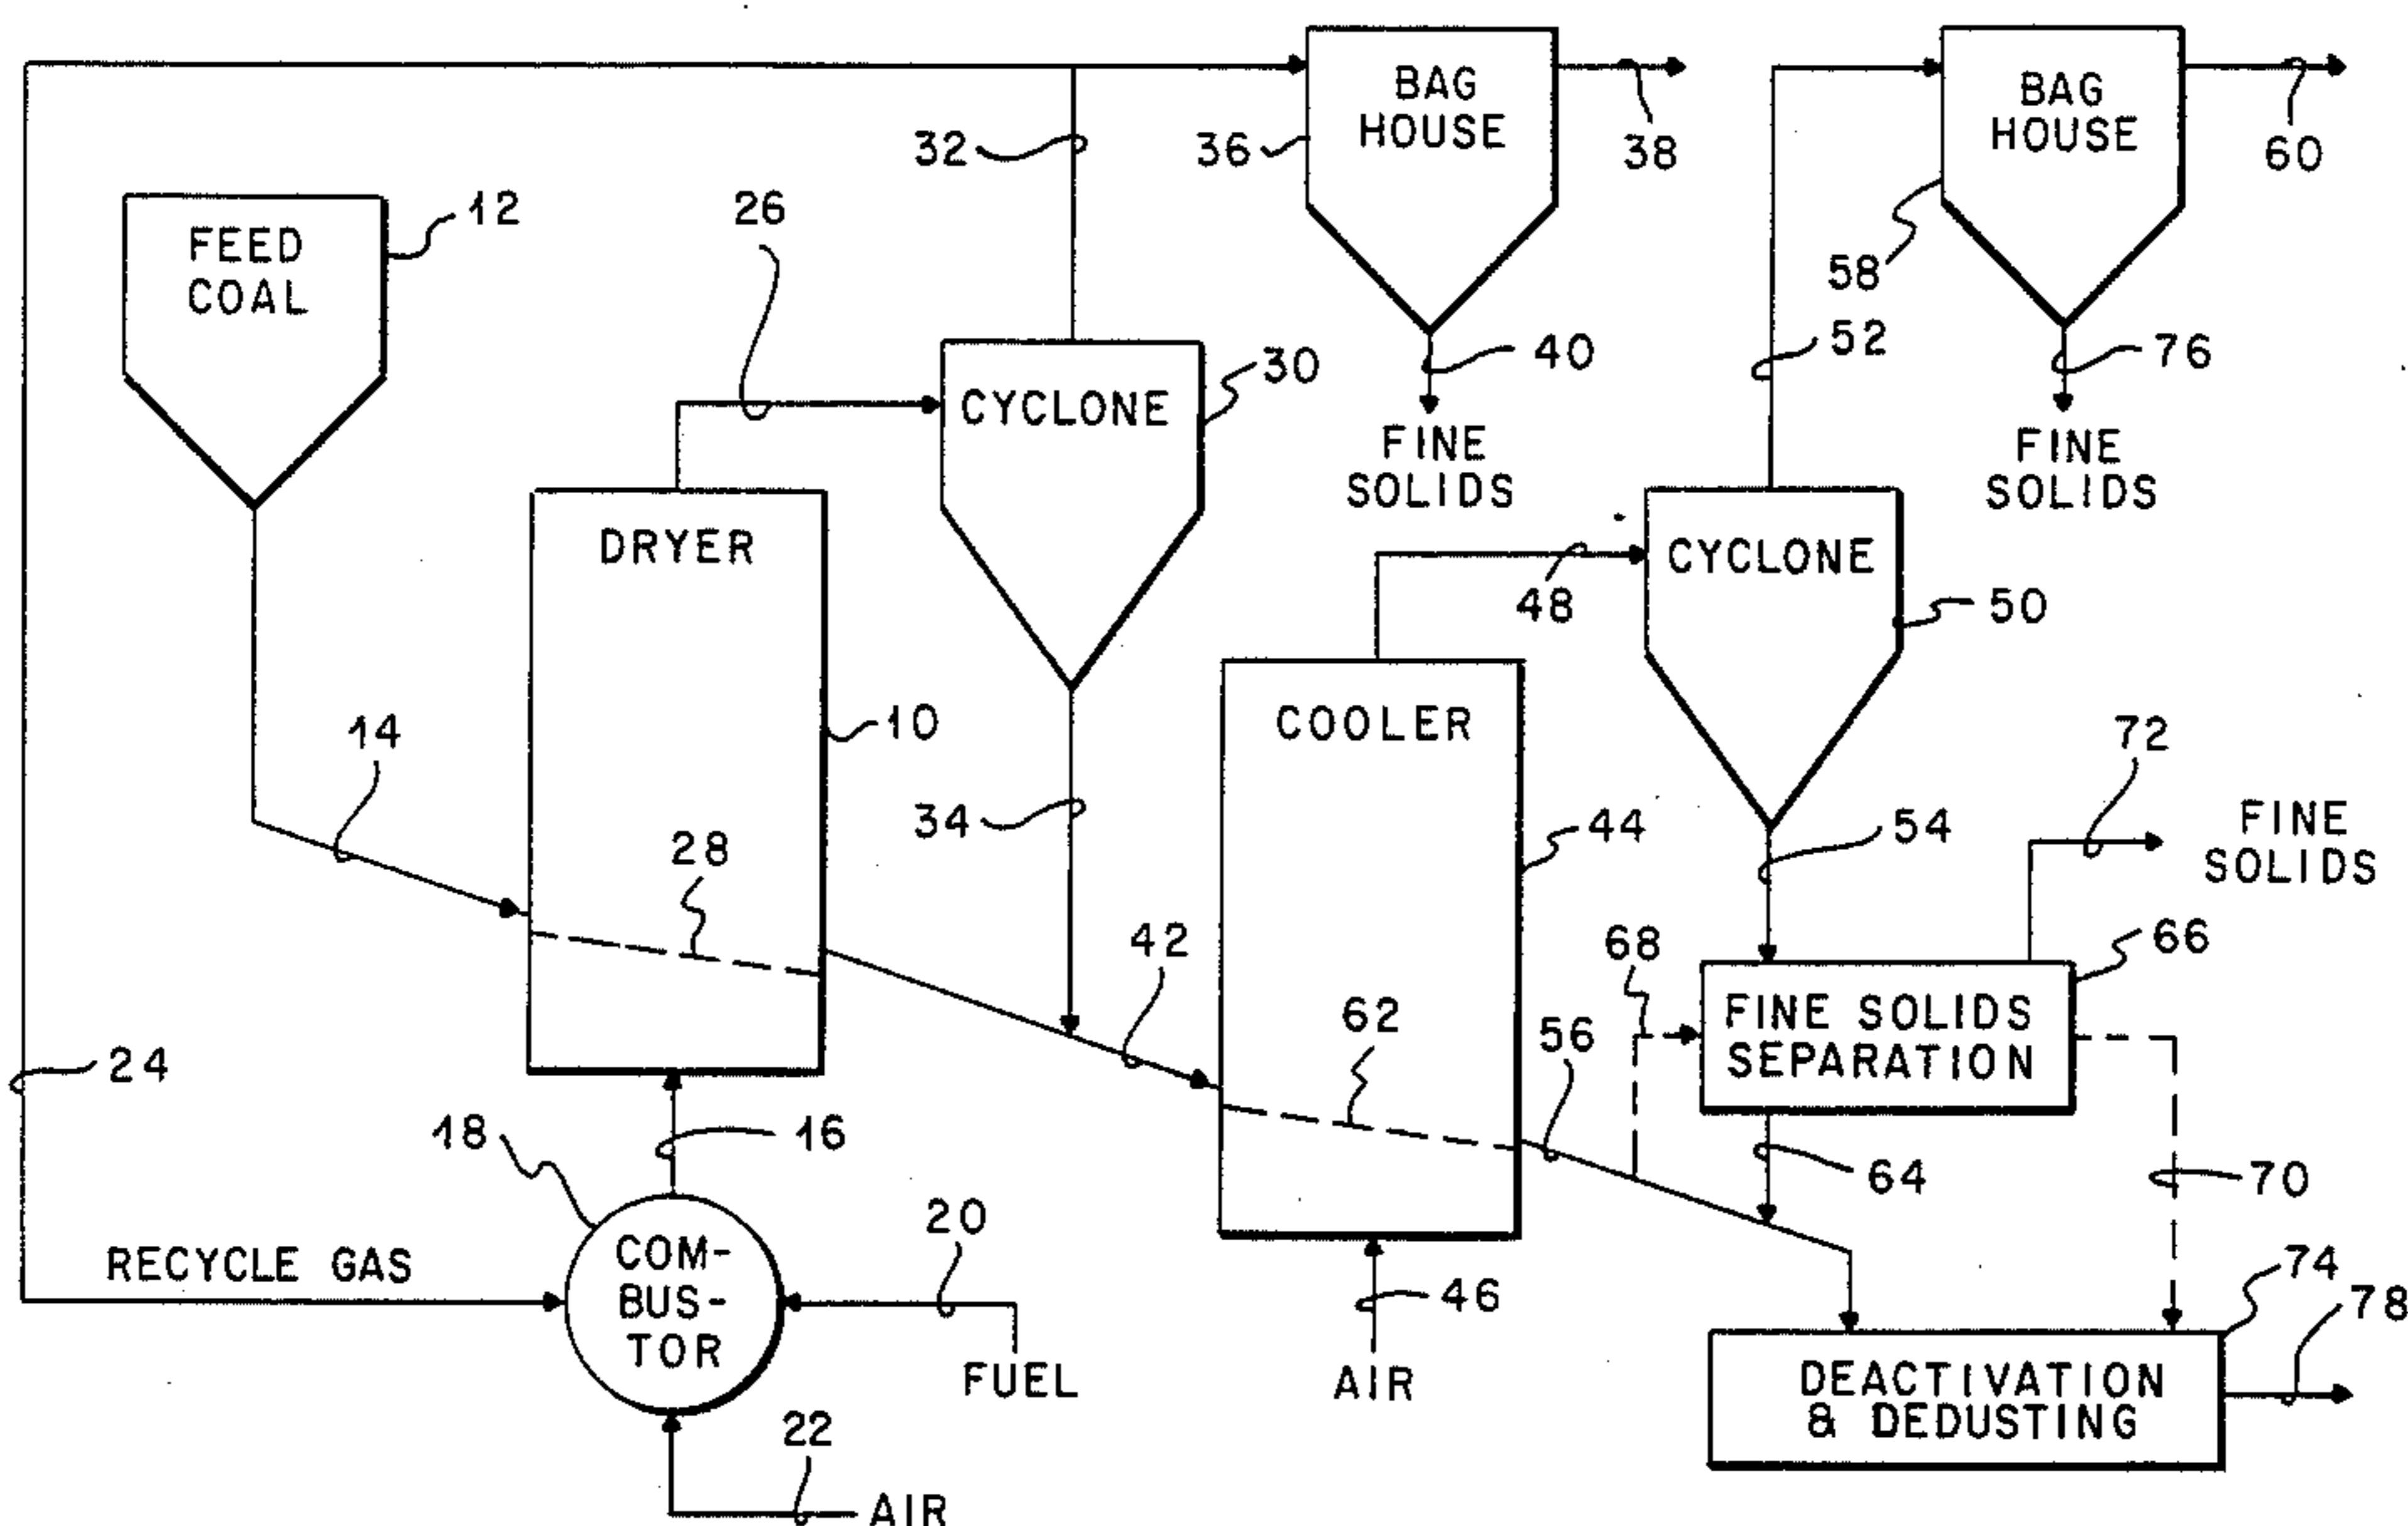 BAG
HOUSE
36
38
32
40
FINE
SOLIDS
BAG
HOUSE
58
60
52
76
FINE
SOLIDS
FEED
COAL
12
26
CYCLONE
30
DRYER
10
14
28
34
48
CYCLONE
50
COOLER
44
54
72
FINE
SOLIDS
42
62
56
68
66
FINE SOLIDS
SEPARATION
64
70
24
18
16
20
RECYCLE GAS
COM-
BUS-
TOR
FUEL
22
AIR
46
AIR
74
78
DEACTIVATION
& DEDUSTING